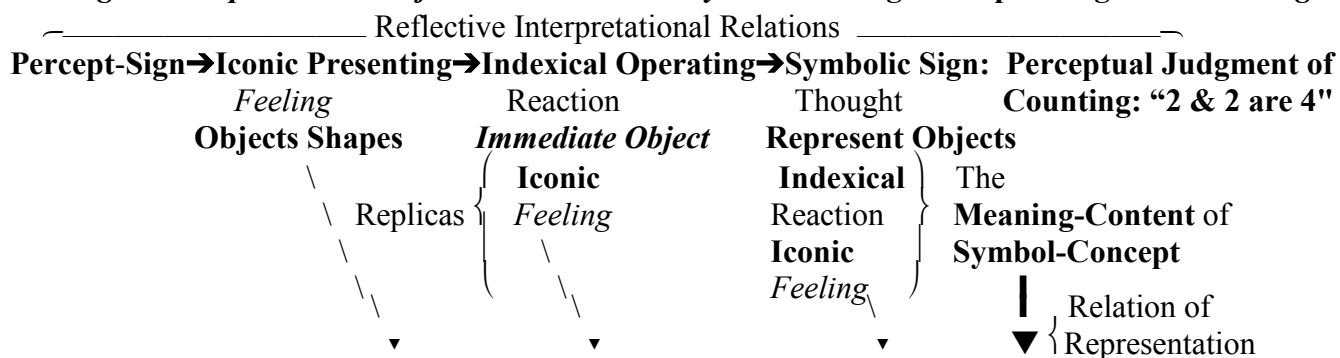 Reflective Interpretational Relations
Percept-Sign➔Iconic Presenting➔Indexical Operating➔Symbolic Sign: Perceptual Judgment of
Feeling Reaction Thought Counting: “2 & 2 are 4"
Objects Shapes Immediate Object Represent Objects
Iconic Indexical The
Replicas Feeling Reaction Meaning-Content of
Iconic Symbol-Concept
Feeling
Relation of
Representation